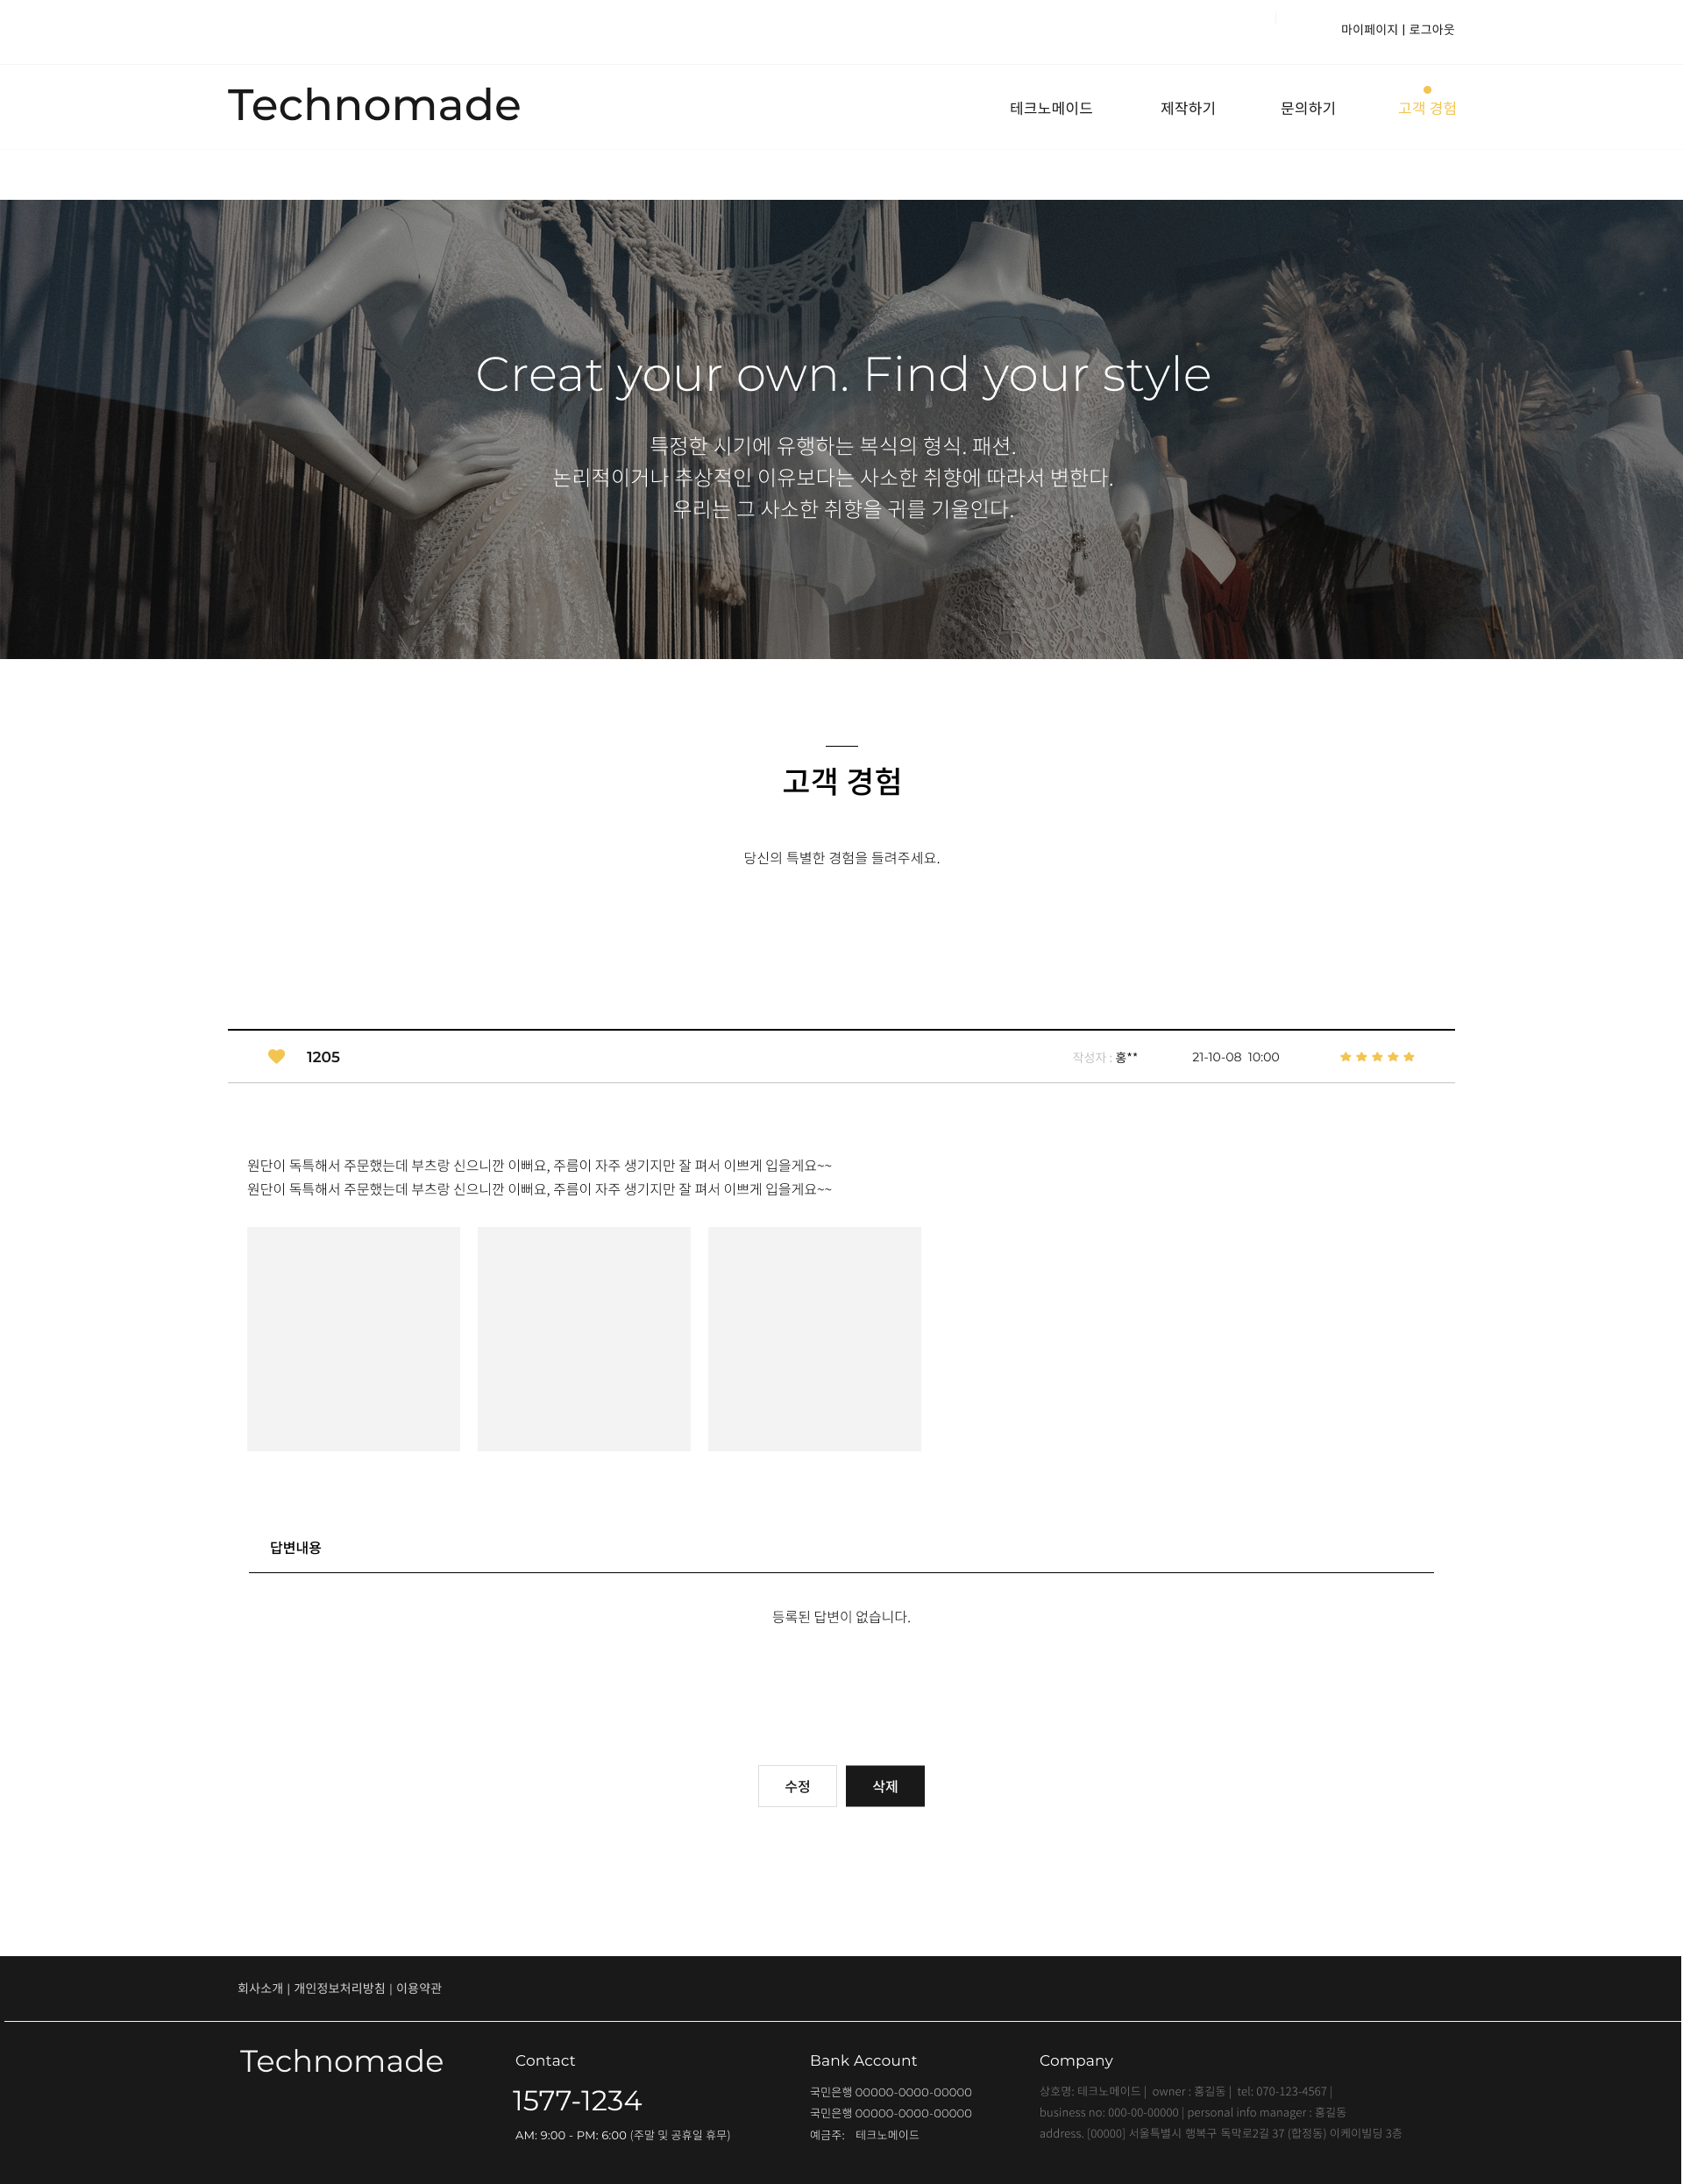 마이페이지 | 로그아웃
Technomade
테크노메이드 제작하기 문의하기 고객 경험
Creat your own. Find your style
특정한 시기에 유행하는 복식의 형식. 패션.
논리적이거나 추상적인 이유보다는 사소한 취향에 따라서 변한다.
우리는 그 사소한 취향을 귀를 기울인다.
고객 경험
당신의 특별한 경험을 들려주세요.
1205 작성자 : 홍** 21-10-08 10:00
원단이 독특해서 주문했는데 부츠랑 신으니깐 이뻐요, 주름이 자주 생기지만 잘 펴서 이쁘게 입을게요~~
원단이 독특해서 주문했는데 부츠랑 신으니깐 이뻐요, 주름이 자주 생기지만 잘 펴서 이쁘게 입을게요~~
답변내용
등록된 답변이 없습니다.
수정 삭제
회사소개 | 개인정보처리방침 | 이용약관
Technomade
Contact
1577-1234
AM: 9:00 - PM: 6:00 (주말 및 공휴일 휴무)
Bank Account
국민은행 00000-0000-00000
국민은행 00000-0000-00000
예금주: 테크노메이드
Company
상호명: 테크노메이드 | owner : 홍길동 | tel: 070-123-4567 |
business no: 000-00-00000 | personal info manager : 홍길동
address. [00000] 서울특별시 행복구 독막로2길 37 (합정동) 이케이빌딩 3층